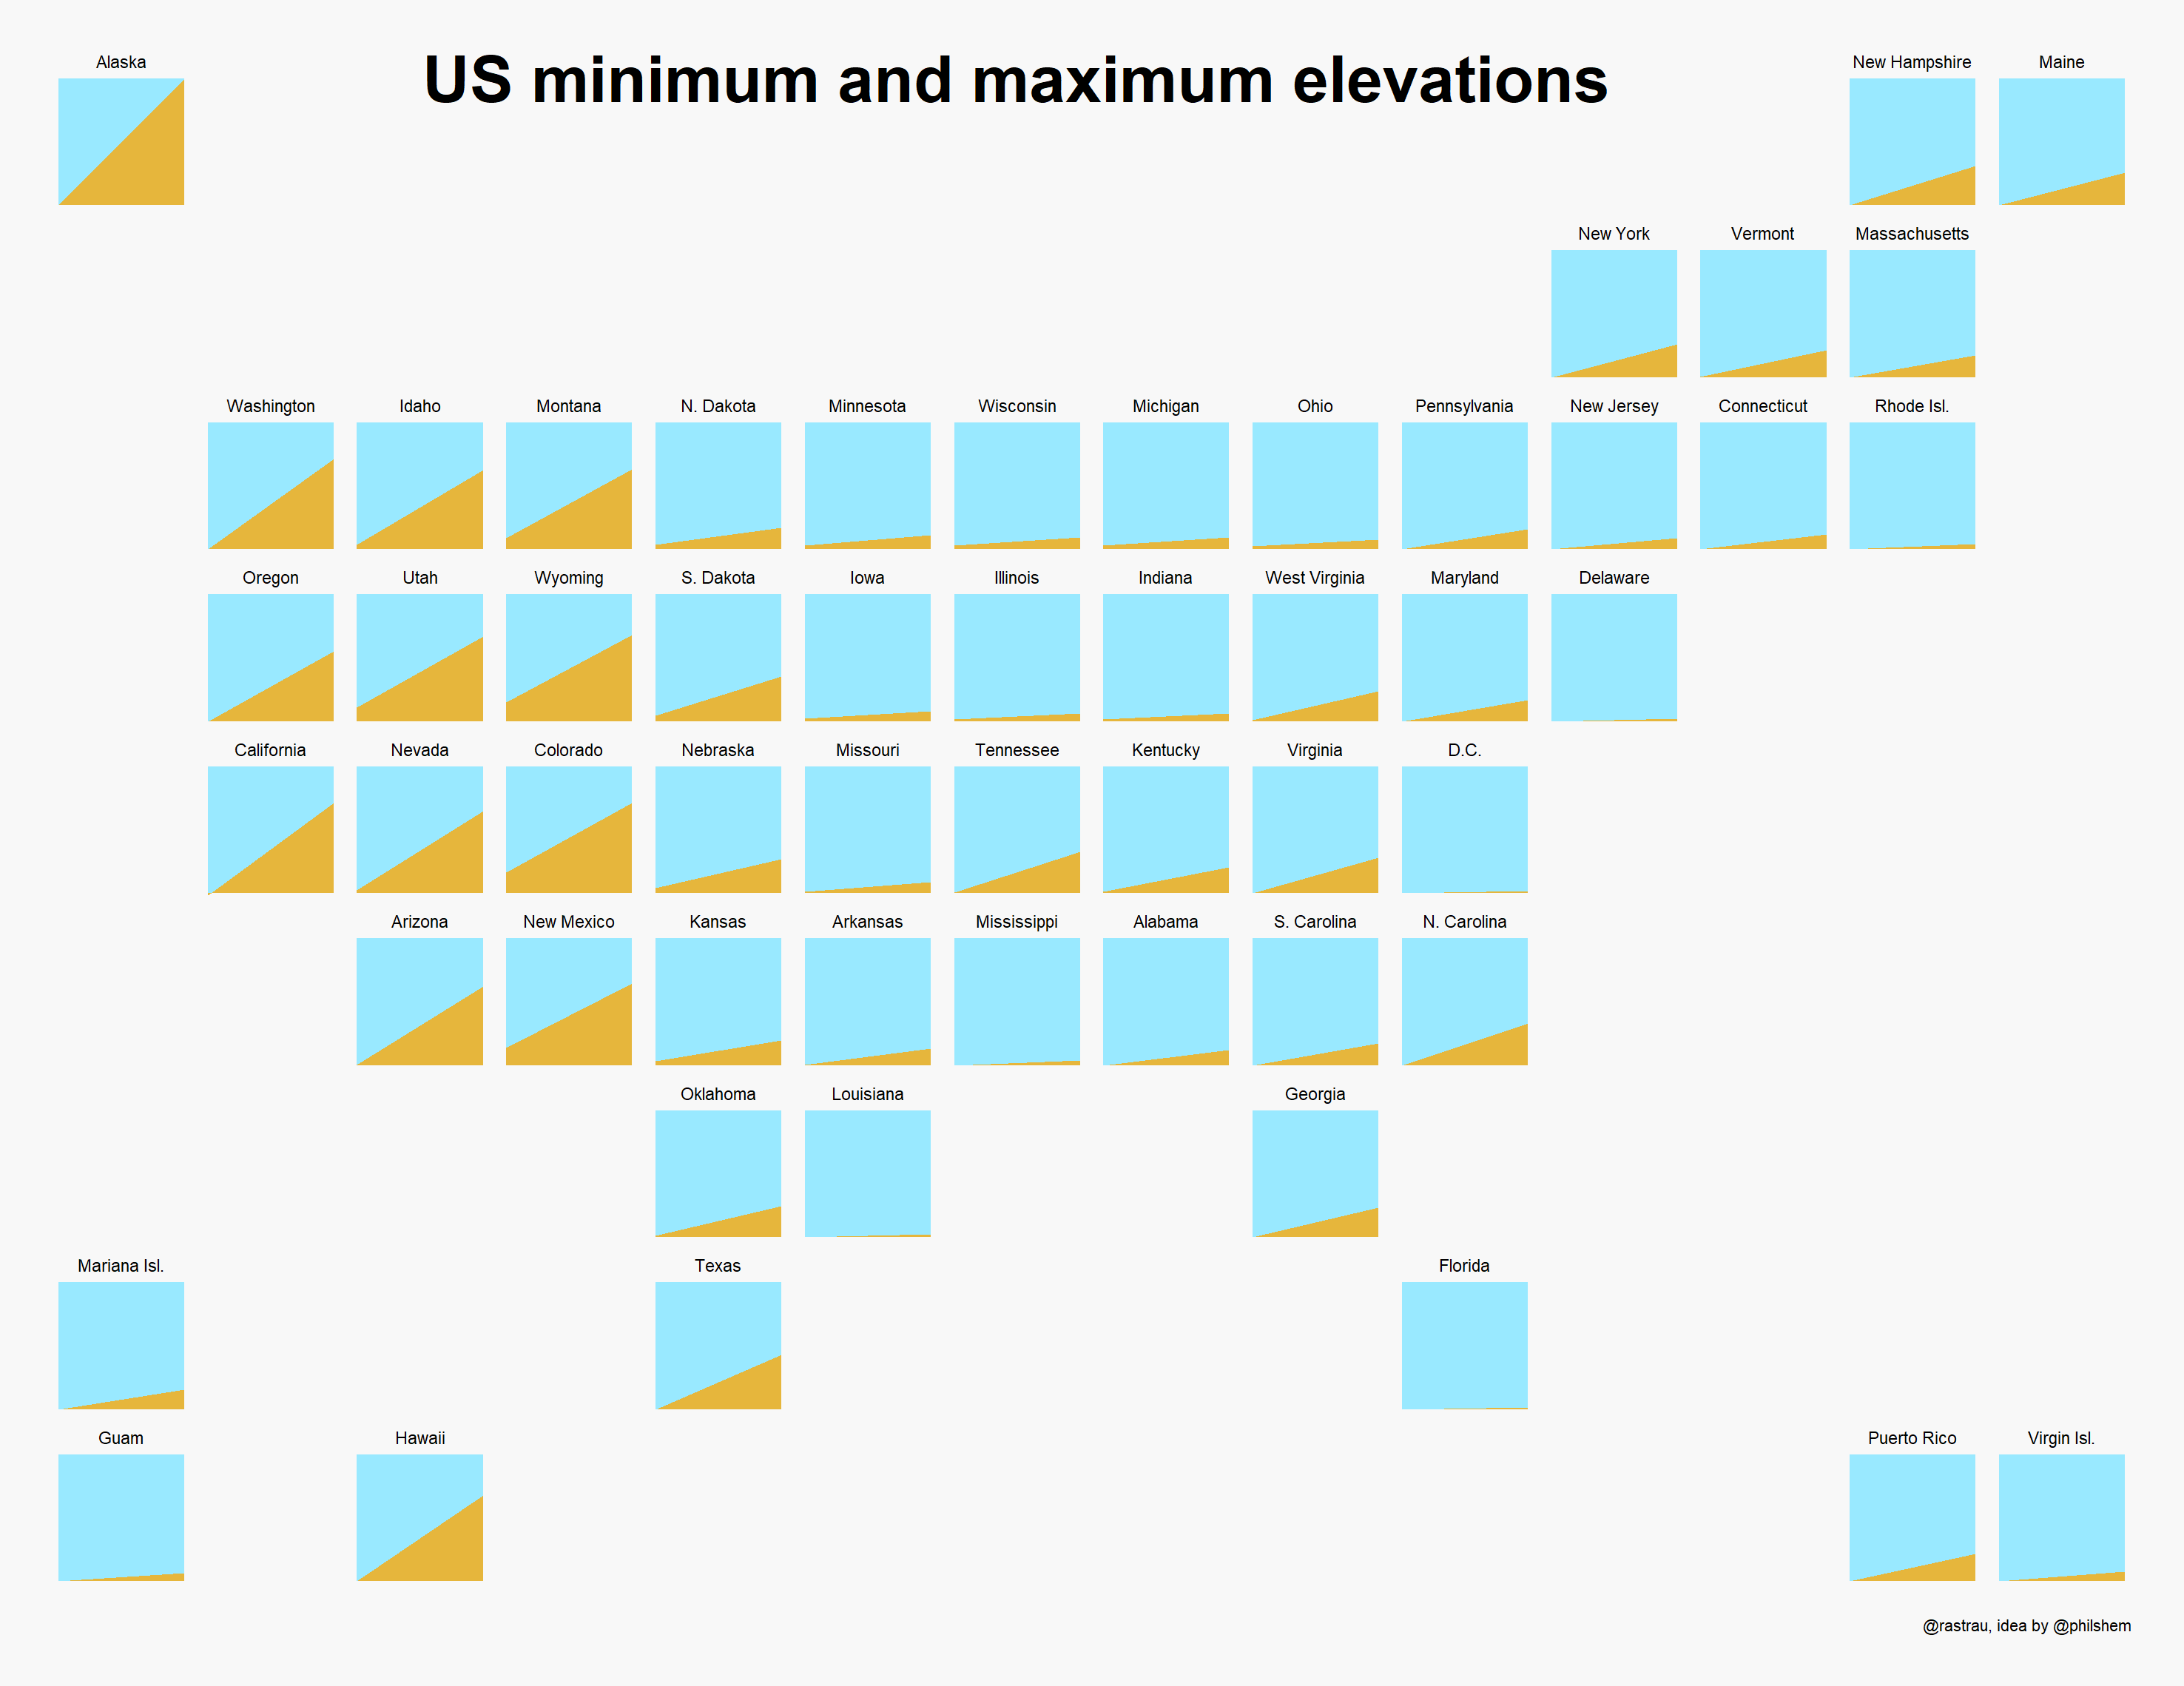 US minimum and maximum elevations
Alaska
New Hampshire
Maine
New York
Vermont
Massachusetts
Washington
Idaho
Montana
N. Dakota
Minnesota
Wisconsin
Michigan
Ohio
Pennsylvania
New Jersey
Connecticut
Rhode Isl.
Oregon
Utah
Wyoming
S. Dakota
Iowa
Illinois
Indiana
West Virginia
Maryland
Delaware
California
Nevada
Colorado
Nebraska
Missouri
Tennessee
Kentucky
Virginia
D.C.
Arizona
New Mexico
Kansas
Arkansas
Mississippi
Alabama
S. Carolina
N. Carolina
Oklahoma
Louisiana
Georgia
Mariana Isl.
Texas
Florida
Guam
Hawaii
Puerto Rico
Virgin Isl.
@rastrau, idea by @philshem